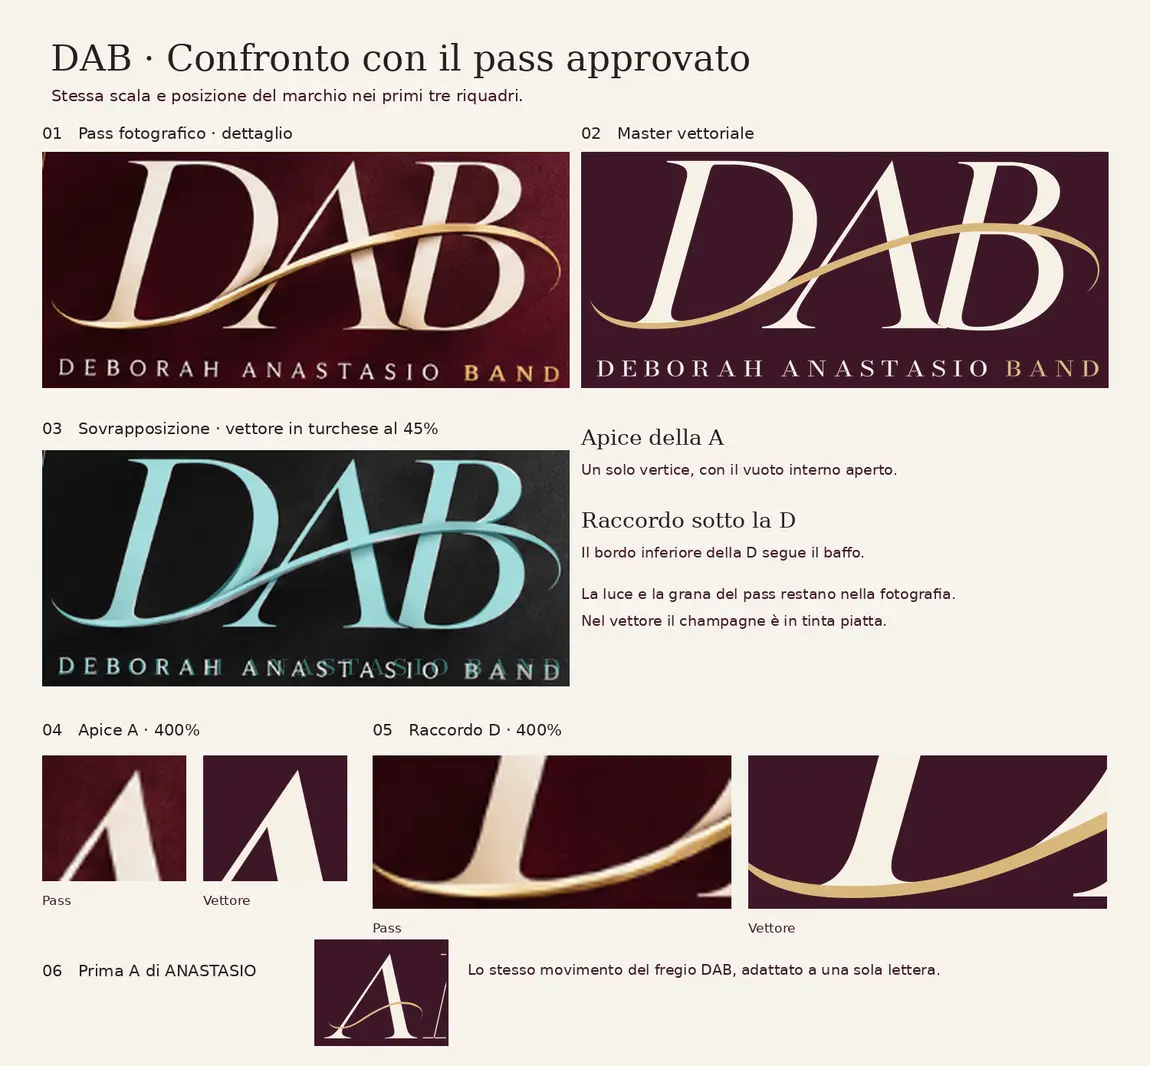 DAB · Confronto con il pass approvato
Stessa scala e posizione del marchio nei primi tre riquadri.
01 Pass fotografico · dettaglio
02 Master vettoriale
DAB
DEBORAH ANASTASIO BAND
DAB
DEBORAH ANASTASIO BAND
03 Sovrapposizione · vettore in turchese al 45%
DAB
DEBORAH ANASTASIO BAND
Apice della A
Un solo vertice, con il vuoto interno aperto.
Raccordo sotto la D
Il bordo inferiore della D segue il baffo.
La luce e la grana del pass restano nella fotografia.
Nel vettore il champagne è in tinta piatta.
04 Apice A · 400%
05 Raccordo D · 400%
Pass
Vettore
Pass
Vettore
06 Prima A di ANASTASIO
A
Lo stesso movimento del fregio DAB, adattato a una sola lettera.